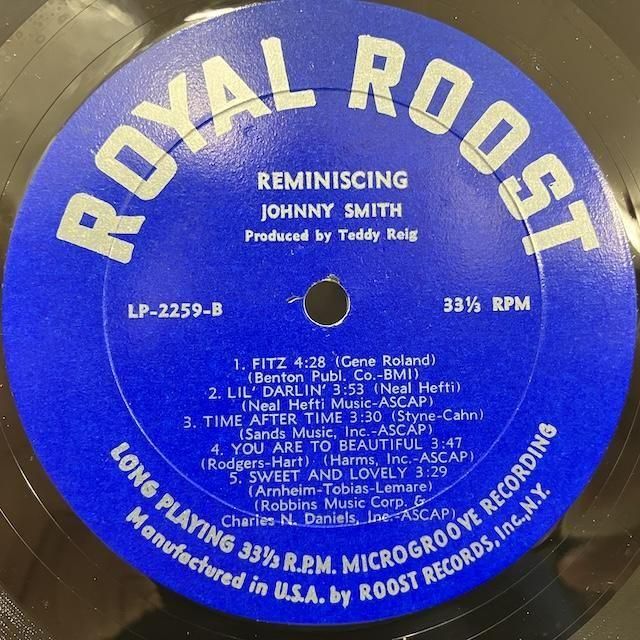 ROYAL ROOST
REMINISCING
JOHNNY SMITH
Produced by Teddy Reig
LP-2259-B
33⅓ RPM
1. FITZ 4:28 (Gene Roland)
(Benton Publ. Co.-BMI)
2. LIL' DARLIN' 3:53 (Neal Hefti)
(Neal Hefti Music-ASCAP)
3. TIME AFTER TIME 3:30 (Styne-Cahn)
(Sands Music, Inc.-ASCAP)
4. YOU ARE TO BEAUTIFUL 3:47
(Rodgers-Hart) (Harms, Inc-ASCAP)
5. SWEET AND LOVELY 3:29
(Arnheim-Tobias-Lemare)
(Robbins Music Corp. &
Charles N. Daniels, Inc.-ASCAP)
LONG PLAYING 33⅓ R.P.M. MICROGROOVE RECORDING
Manufactured in U.S.A. by ROOST RECORDS, Inc., N.Y.